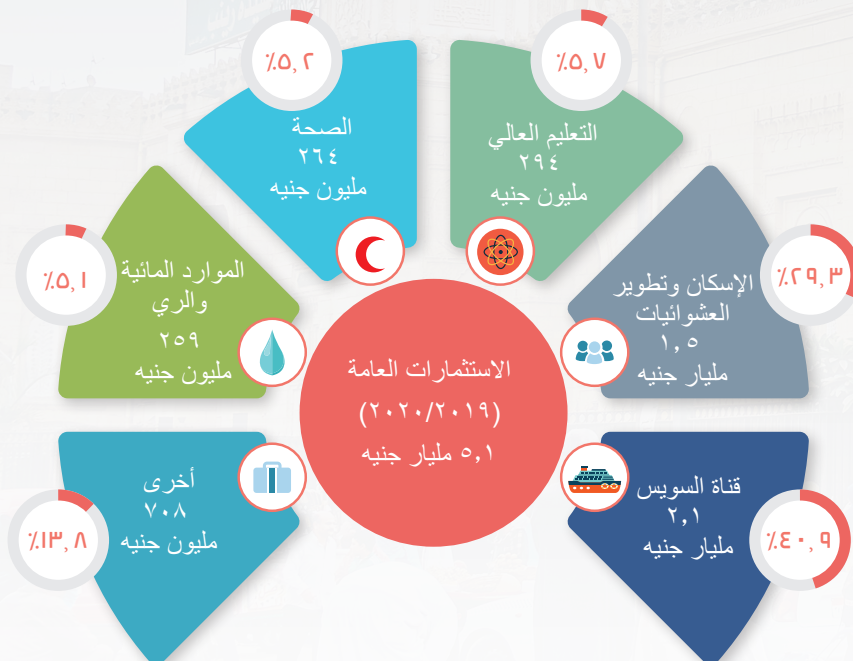 الاستثمارات العامة
(٢٠٢٠/٢٠١٩)
٥,١ مليار جنيه
٪٤٠,٩
قناة السويس
٢,١
مليار جنيه
٪٢٩,٣
الإسكان وتطوير
العشوائيات
١,٥
مليار جنيه
٪٥,٧
التعليم العالي
٢٩٤
مليون جنيه
٪٥,٢
الصحة
٢٦٤
مليون جنيه
٪٥,١
الموارد المائية
والري
٢٥٩
مليون جنيه
٪١٣,٨
أخرى
٧٠٨
مليون جنيه